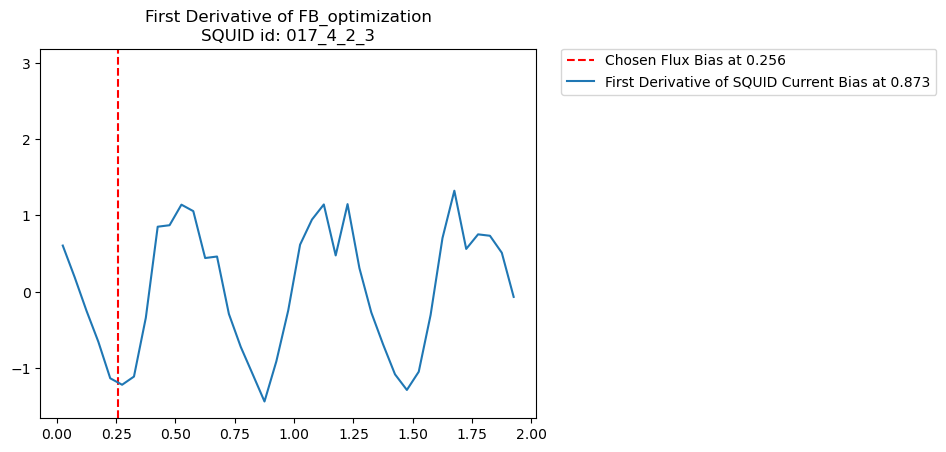 First Derivative of FB_optimization
SQUID id: 017_4_2_3
Chosen Flux Bias at 0.256
First Derivative of SQUID Current Bias at 0.873
3
2
1
0
−1
0.00 0.25 0.50 0.75 1.00 1.25 1.50 1.75 2.00